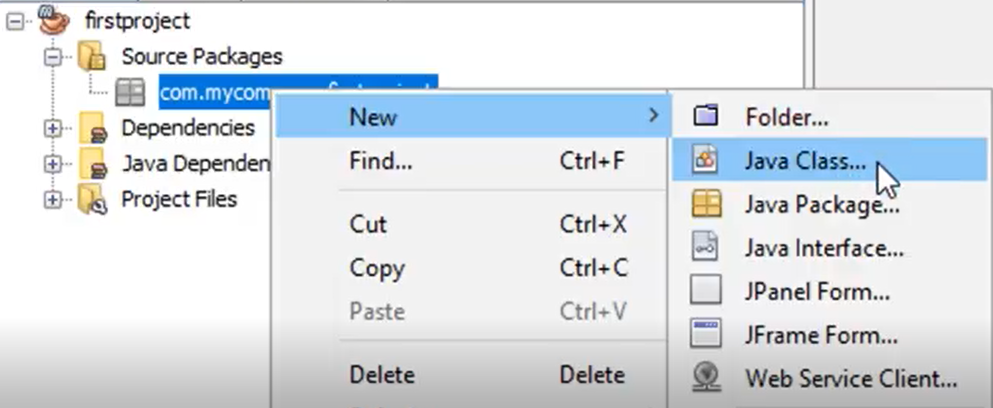 firstproject
Source Packages
com.mycom
Dependencies
Java Dependen
Project Files
New
Find... Ctrl+F
Cut Ctrl+X
Copy Ctrl+C
Paste Ctrl+V
Delete Delete
Folder...
Java Class...
Java Package...
Java Interface...
JPanel Form...
JFrame Form...
Web Service Client...